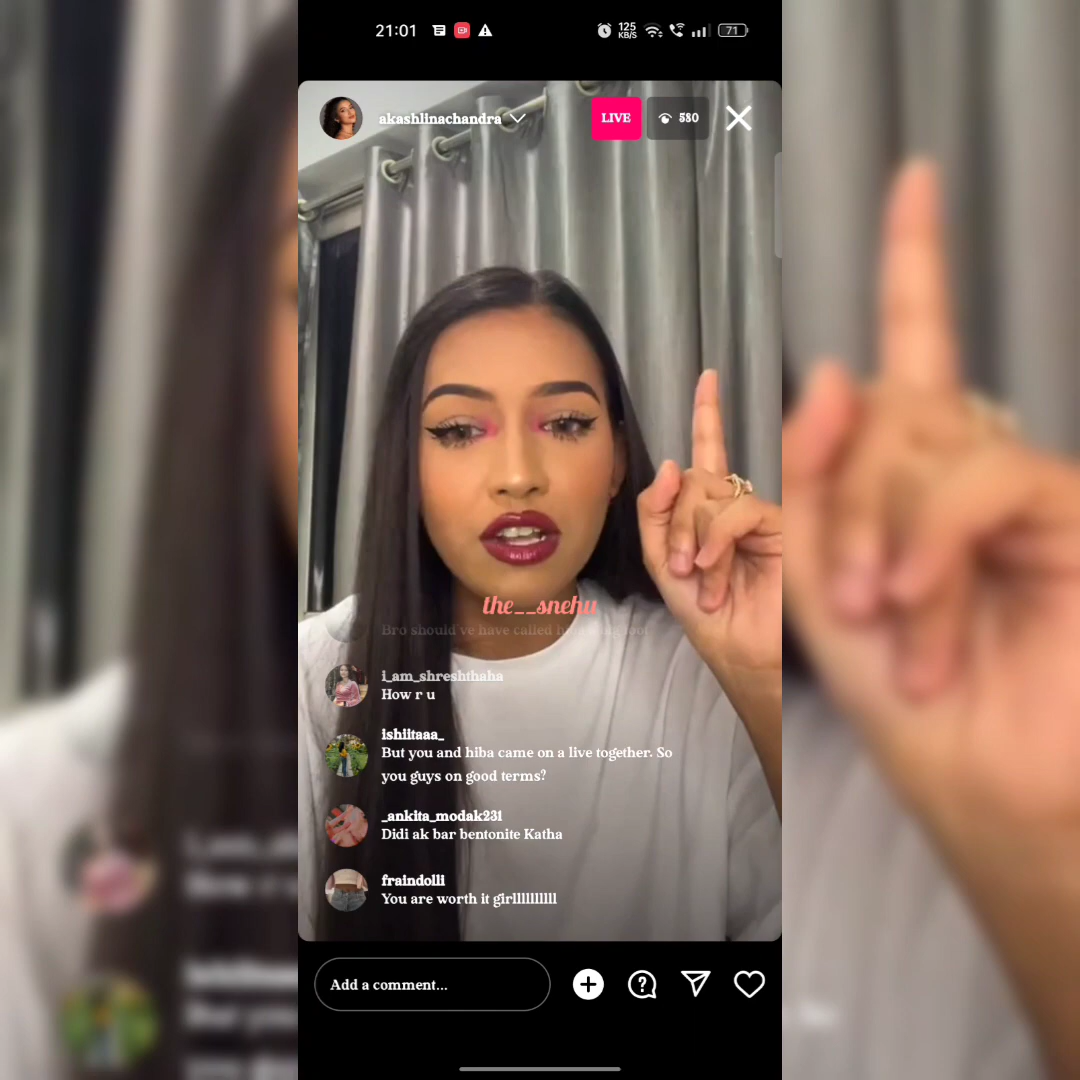 21:01
125
KB/S
71
akashlinachandra
LIVE
580
the__snehu
Bro should've have called
i_am_shreshthaha
How r u
ishiitaaa_
But you and hiba came on a live together. So
you guys on good terms?
_ankita_modak231
Didi ak bar bentonite Katha
fraindolli
You are worth it girllllllllll
Add a comment...